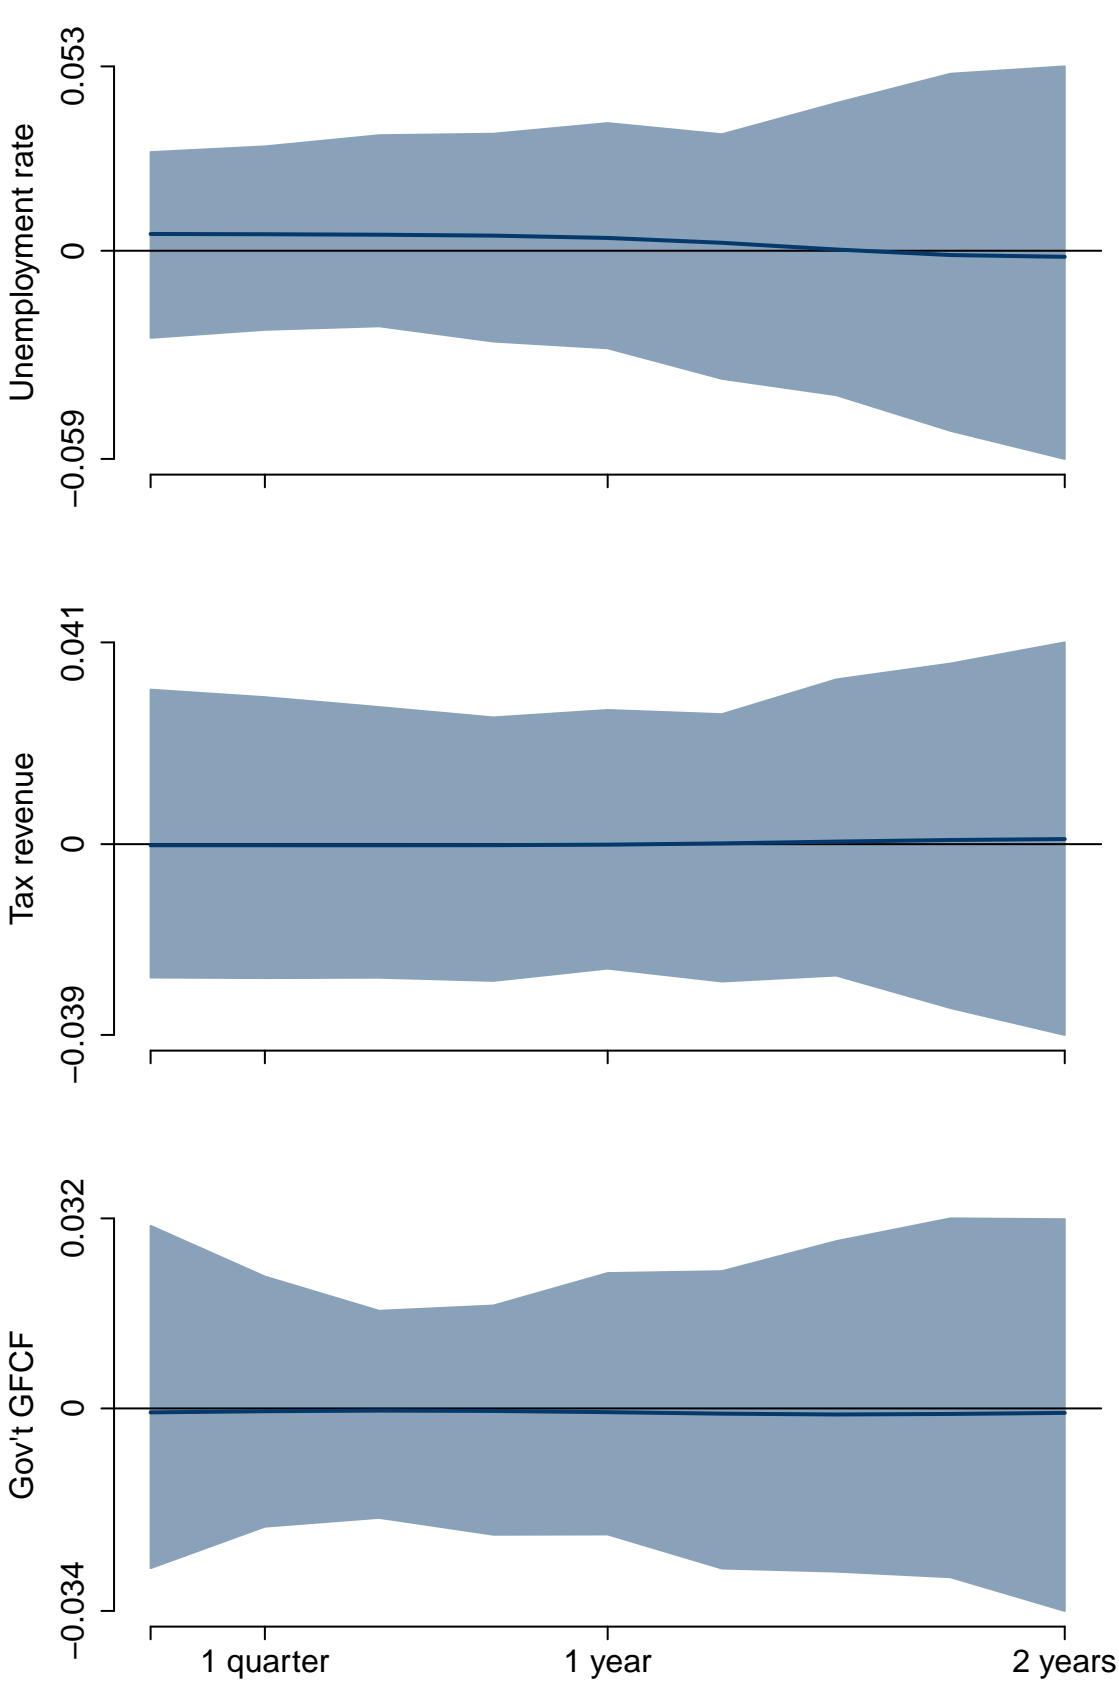 Unemployment rate
0.053
0
−0.059
Tax revenue
0.041
0
−0.039
Gov't GFCF
0.032
0
−0.034
1 quarter
1 year
2 years